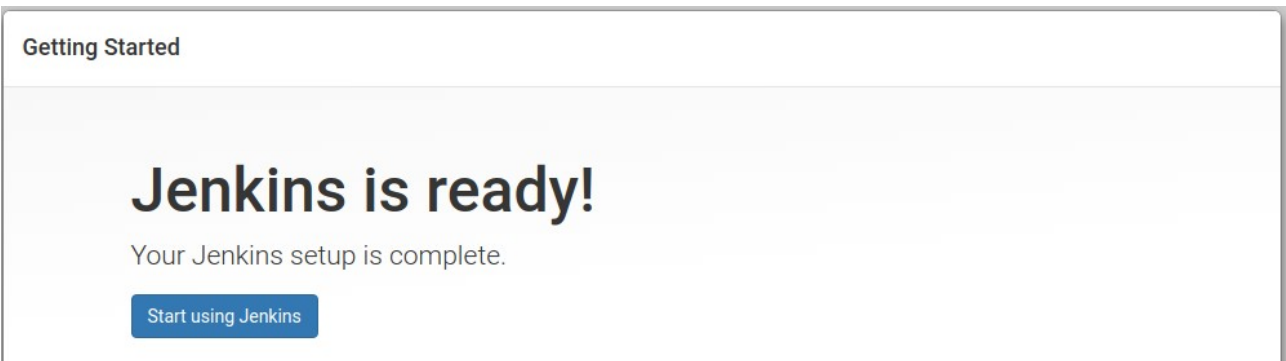 Getting Started
Jenkins is ready!
Your Jenkins setup is complete.
Start using Jenkins